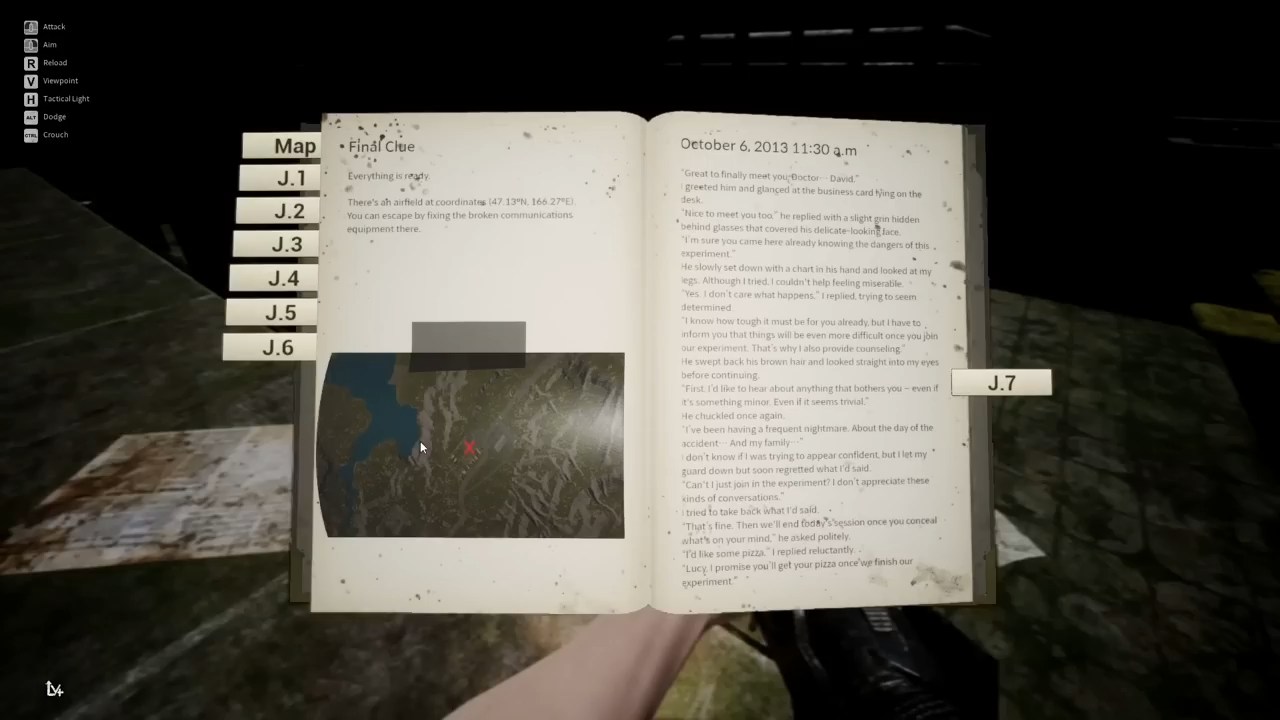 Attack
Aim
R Reload
V Viewpoint
H Tactical Light
ALT Dodge
CTRL Crouch
Map
J.1
J.2
J.3
J.4
J.5
J.6
Final Clue
Everything is ready.
There's an airfield at coordinates (47.13ºN, 166.27ºE).
You can escape by fixing the broken communications
equipment there.
October 6, 2013 11:30 a.m
"Great to finally meet you, Doctor··· David."
I greeted him and glanced at the business card lying on the
desk.
"Nice to meet you too," he replied with a slight grin hidden
behind glasses that covered his delicate-looking face.
"I'm sure you came here already knowing the dangers of this
experiment."
He slowly set down with a chart in his hand and looked at my
legs. Although I tried, I couldn't help feeling miserable.
"Yes. I don't care what happens," I replied, trying to seem
determined.
"I know how tough it must be for you already, but I have to
inform you that things will be even more difficult once you join
our experiment. That's why I also provide counseling."
He swept back his brown hair and looked straight into my eyes
before continuing.
"First, I'd like to hear about anything that bothers you – even if
it's something minor. Even if it seems trivial."
He chuckled once again.
"I've been having a frequent nightmare. About the day of the
accident··· And my family···"
I don't know if I was trying to appear confident, but I let my
guard down but soon regretted what I'd said.
"Can't I just join in the experiment? I don't appreciate these
kinds of conversations."
I tried to take back what I'd said.
"That's fine. Then we'll end today's session once you conceal
what's on your mind," he asked politely.
"I'd like some pizza," I replied reluctantly.
"Lucy, I promise you'll get your pizza once we finish our
experiment."
J.7